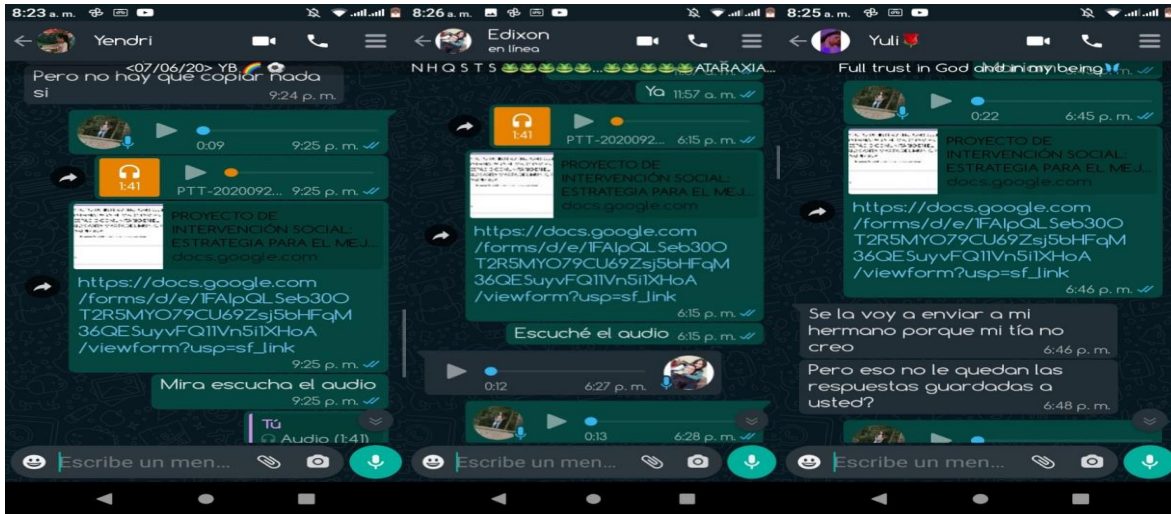 8:23 a. m.
Yendri
<07/06/20> YB 🌈⚽
Pero no hay que copiar nada
si
9:24 p. m.
0:09 9:25 p. m.
1:41 PTT-2020092... 9:25 p. m.
PROYECTO DE
INTERVENCIÓN SOCIAL:
ESTRATEGIA PARA EL MEJ...
docs.google.com
https://docs.google.com
/forms/d/e/1FAIpQLSeb30O
T2R5MYO79CU69Zsj5bHFqM
36QESuyvFQ11Vn5i1XHoA
/viewform?usp=sf_link
9:25 p. m.
Mira escucha el audio
9:25 p. m.
Tú
Audio (1:41)
Escribe un men...
8:26 a. m.
Edixon
en línea
N H Q S T S ... ATARAXIA...
Ya 11:57 a. m.
1:41 PTT-2020092... 6:15 p. m.
PROYECTO DE
INTERVENCIÓN SOCIAL:
ESTRATEGIA PARA EL MEJ...
docs.google.com
https://docs.google.com
/forms/d/e/1FAIpQLSeb30O
T2R5MYO79CU69Zsj5bHFqM
36QESuyvFQ11Vn5i1XHoA
/viewform?usp=sf_link
6:15 p. m.
Escuché el audio 6:15 p. m.
0:12 6:27 p. m.
0:13 6:28 p. m.
Escribe un men...
8:25 a. m.
Yuli🌹
Full trust in God and in my being
0:22 6:45 p. m.
PROYECTO DE
INTERVENCIÓN SOCIAL:
ESTRATEGIA PARA EL MEJ...
docs.google.com
https://docs.google.com
/forms/d/e/1FAIpQLSeb30O
T2R5MYO79CU69Zsj5bHFqM
36QESuyvFQ11Vn5i1XHoA
/viewform?usp=sf_link
6:46 p. m.
Se la voy a enviar a mi
hermano porque mi tía no
creo
6:46 p. m.
Pero eso no le quedan las
respuestas guardadas a
usted?
6:48 p. m.
Escribe un men...